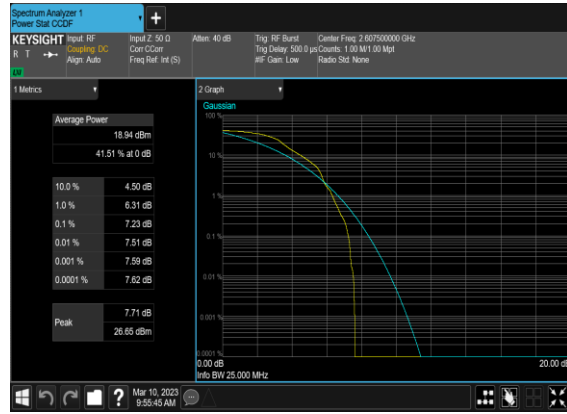 Spectrum Analyzer 1
Power Stat CCDF
KEYSIGHT
R T
Input: RF
Coupling: DC
Align: Auto
Input Z: 50 Ω
Corr CCorr
Freq Ref: Int (S)
Atten: 40 dB
Trig: RF Burst
Trig Delay: 500.0 µs
#IF Gain: Low
Center Freq: 2.607500000 GHz
Counts: 1.00 M/1.00 Mpt
Radio Std: None
1 Metrics
Average Power
18.94 dBm
41.51 % at 0 dB
10.0 % 4.50 dB
1.0 % 6.31 dB
0.1 % 7.23 dB
0.01 % 7.51 dB
0.001 % 7.59 dB
0.0001 % 7.62 dB
Peak
7.71 dB
26.65 dBm
2 Graph
Gaussian
100 %
10 %
1 %
0.1 %
0.01 %
0.001 %
0.0001 %
0.00 dB
20.00 dB
Info BW 25.000 MHz
Mar 10, 2023
9:55:45 AM